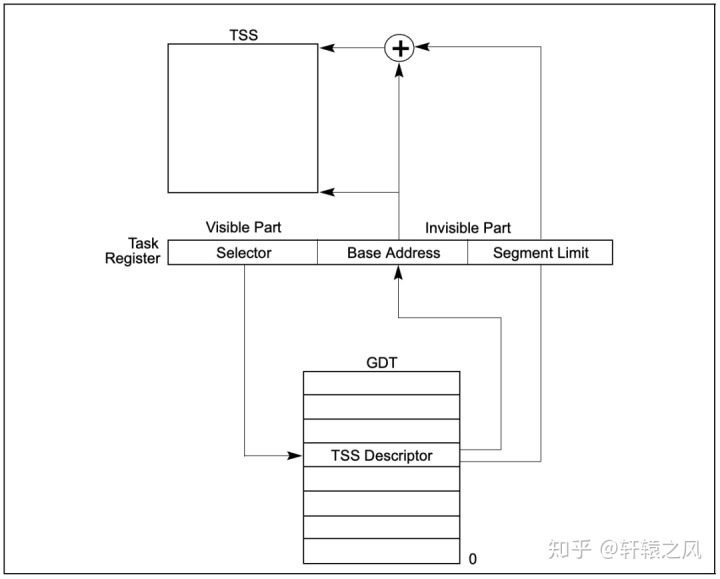 TSS
+
Visible Part
Invisible Part
Task
Register
Selector
Base Address
Segment Limit
GDT
TSS Descriptor
0
知乎 @轩辕之风